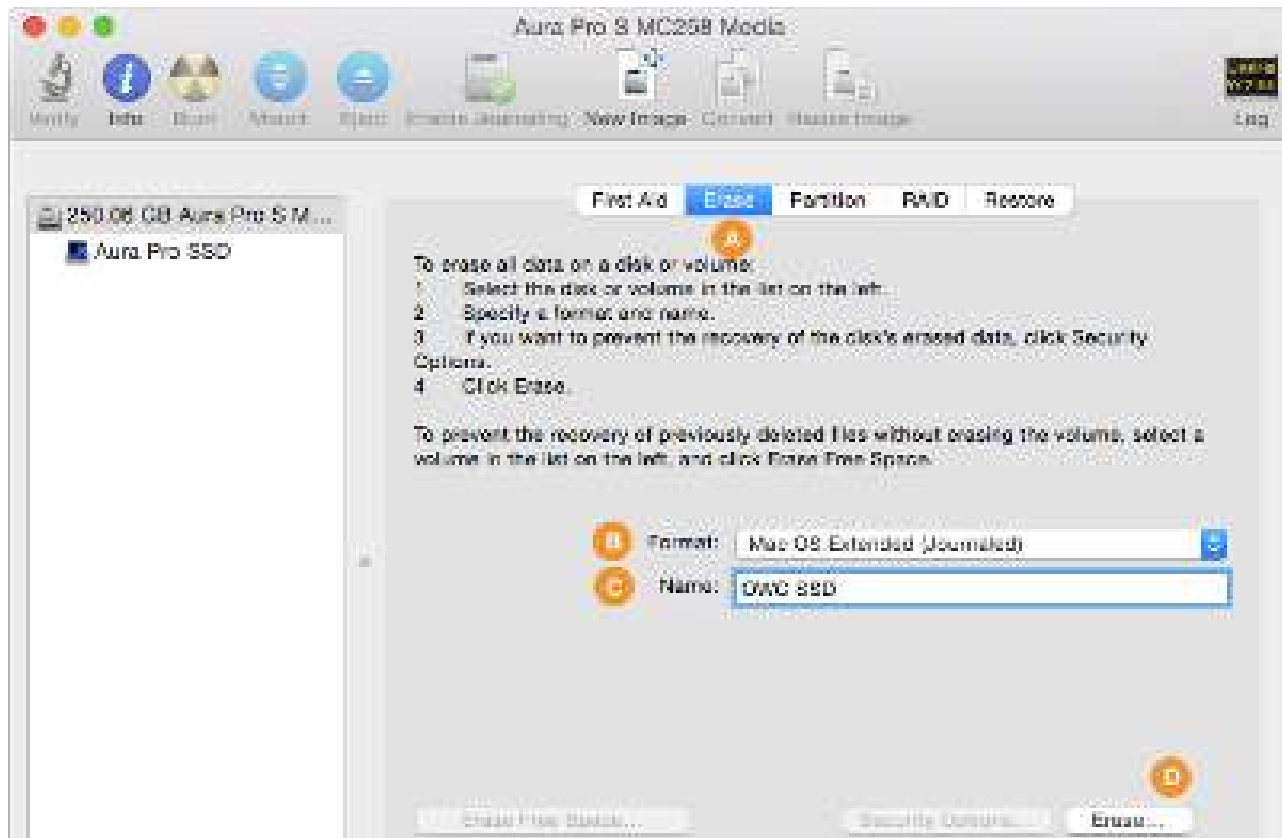 Aura Pro S MC258 Media
Verify Info Burn Mount Eject Enable Journaling New Image Convert Resize Image Log
First Aid Erase Partition RAID Restore
A
250.06 GB Aura Pro S M...
Aura Pro SSD
To erase all data on a disk or volume:
1 Select the disk or volume in the list on the left.
2 Specify a format and name.
3 If you want to prevent the recovery of the disk's erased data, click Security
Options.
4 Click Erase.
To prevent the recovery of previously deleted files without erasing the volume, select a
volume in the list on the left, and click Erase Free Space.
B Format: Mac OS Extended (Journaled)
C Name: OWC SSD
D
Erase Free Space... Security Options... Erase...